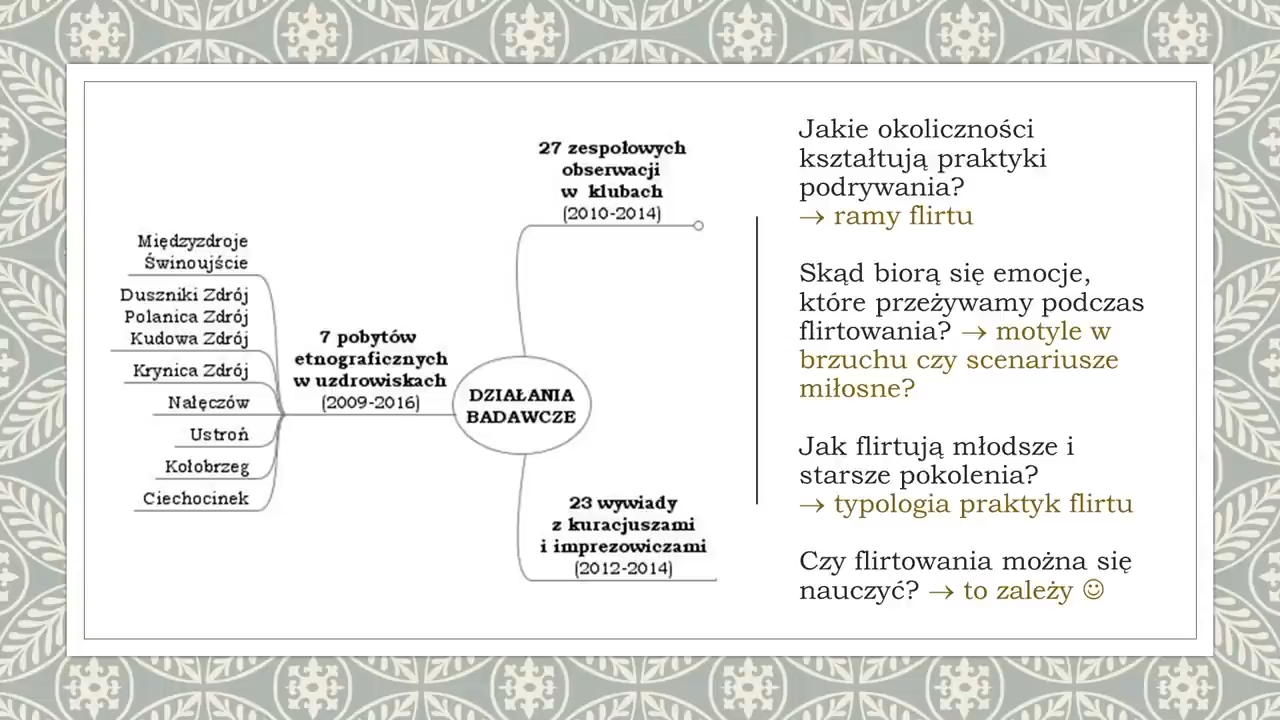 27 zespołowych
obserwacji
w klubach
(2010-2014)
Międzyzdroje
Świnoujście
Duszniki Zdrój
Polanica Zdrój
Kudowa Zdrój
Krynica Zdrój
Nałęczów
Ustroń
Kołobrzeg
Ciechocinek
7 pobytów
etnograficznych
w uzdrowiskach
(2009-2016)
DZIAŁANIA
BADAWCZE
23 wywiady
z kuracjuszami
i imprezowiczami
(2012-2014)
Jakie okoliczności
kształtują praktyki
podrywania?
→ ramy flirtu
Skąd biorą się emocje,
które przeżywamy podczas
flirtowania? → motyle w
brzuchu czy scenariusze
miłosne?
Jak flirtują młodsze i
starsze pokolenia?
→ typologia praktyk flirtu
Czy flirtowania można się
nauczyć? → to zależy ☺